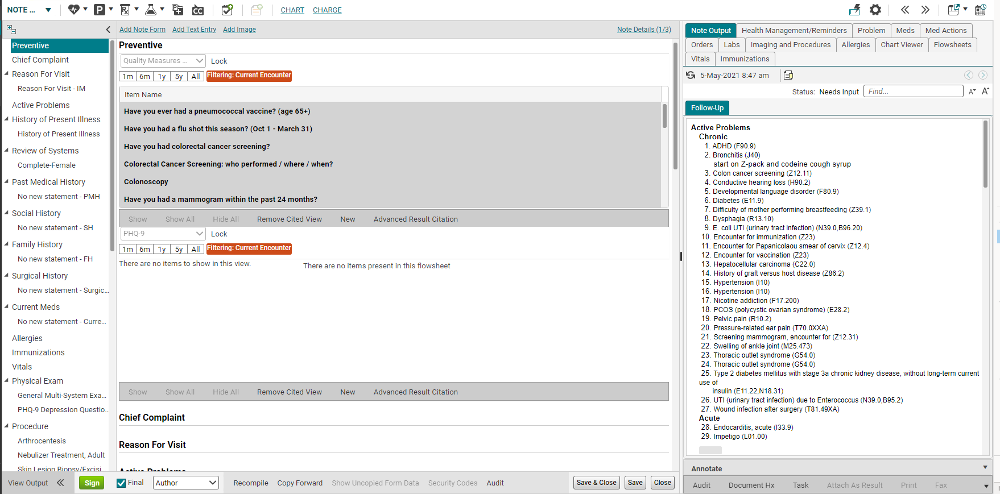 NOTE ...
CHART
CHARGE
Preventive
Chief Complaint
Reason For Visit
Reason For Visit - IM
Active Problems
History of Present Illness
History of Present Illness
Review of Systems
Complete-Female
Past Medical History
No new statement - PMH
Social History
No new statement - SH
Family History
No new statement - FH
Surgical History
No new statement - Surgic...
Current Meds
No new statement - Curre...
Allergies
Immunizations
Vitals
Physical Exam
General Multi-System Exa...
PHQ-9 Depression Questio...
Procedure
Arthrocentesis
Nebulizer Treatment, Adult
Skin Lesion Biopsy/Excisi...
Add Note Form Add Text Entry Add Image Note Details (1/3)
Preventive
Quality Measures ... Lock
1m 6m 1y 5y All Filtering: Current Encounter
Item Name
Have you ever had a pneumococcal vaccine? (age 65+)
Have you had a flu shot this season? (Oct 1 - March 31)
Have you had colorectal cancer screening?
Colorectal Cancer Screening: who performed / where / when?
Colonoscopy
Have you had a mammogram within the past 24 months?
Show Show All Hide All Remove Cited View New Advanced Result Citation
PHQ-9 Lock
1m 6m 1y 5y All Filtering: Current Encounter
There are no items to show in this view. There are no items present in this flowsheet
Show Show All Hide All Remove Cited View New Advanced Result Citation
Chief Complaint
Reason For Visit
Active Problems
Note Output Health Management/Reminders Problem Meds Med Actions
Orders Labs Imaging and Procedures Allergies Chart Viewer Flowsheets
Vitals Immunizations
5-May-2021 8:47 am
Status: Needs Input Find... A A
Follow-Up
Active Problems
Chronic
1. ADHD (F90.9)
2. Bronchitis (J40)
start on Z-pack and codeine cough syrup
3. Colon cancer screening (Z12.11)
4. Conductive hearing loss (H90.2)
5. Developmental language disorder (F80.9)
6. Diabetes (E11.9)
7. Difficulty of mother performing breastfeeding (Z39.1)
8. Dysphagia (R13.10)
9. E. coli UTI (urinary tract infection) (N39.0,B96.20)
10. Encounter for immunization (Z23)
11. Encounter for Papanicolaou smear of cervix (Z12.4)
12. Encounter for vaccination (Z23)
13. Hepatocellular carcinoma (C22.0)
14. History of graft versus host disease (Z86.2)
15. Hypertension (I10)
16. Hypertension (I10)
17. Nicotine addiction (F17.200)
18. PCOS (polycystic ovarian syndrome) (E28.2)
19. Pelvic pain (R10.2)
20. Pressure-related ear pain (T70.0XXA)
21. Screening mammogram, encounter for (Z12.31)
22. Swelling of ankle joint (M25.473)
23. Thoracic outlet syndrome (G54.0)
24. Thoracic outlet syndrome (G54.0)
25. Type 2 diabetes mellitus with stage 3a chronic kidney disease, without long-term current
use of
insulin (E11.22,N18.31)
26. UTI (urinary tract infection) due to Enterococcus (N39.0,B95.2)
27. Wound infection after surgery (T81.49XA)
Acute
28. Endocarditis, acute (I33.9)
29. Impetigo (L01.00)
Annotate
Audit Document Hx Task Attach As Result Print Fax
View Output Sign Final Author Recompile Copy Forward Show Uncopied Form Data Security Codes Audit Save & Close Save Close